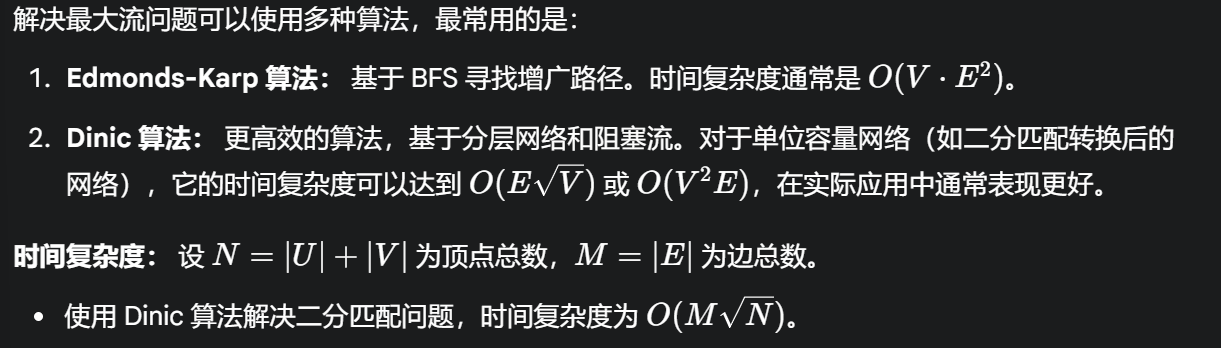 解决最大流问题可以使用多种算法，最常用的是：
1. Edmonds-Karp 算法： 基于 BFS 寻找增广路径。时间复杂度通常是 O(V · E²)。
2. Dinic 算法： 更高效的算法，基于分层网络和阻塞流。对于单位容量网络（如二分匹配转换后的
网络），它的时间复杂度可以达到 O(E√V) 或 O(V²E)，在实际应用中通常表现更好。
时间复杂度： 设 N = |U| + |V| 为顶点总数，M = |E| 为边总数。
• 使用 Dinic 算法解决二分匹配问题，时间复杂度为 O(M√N)。